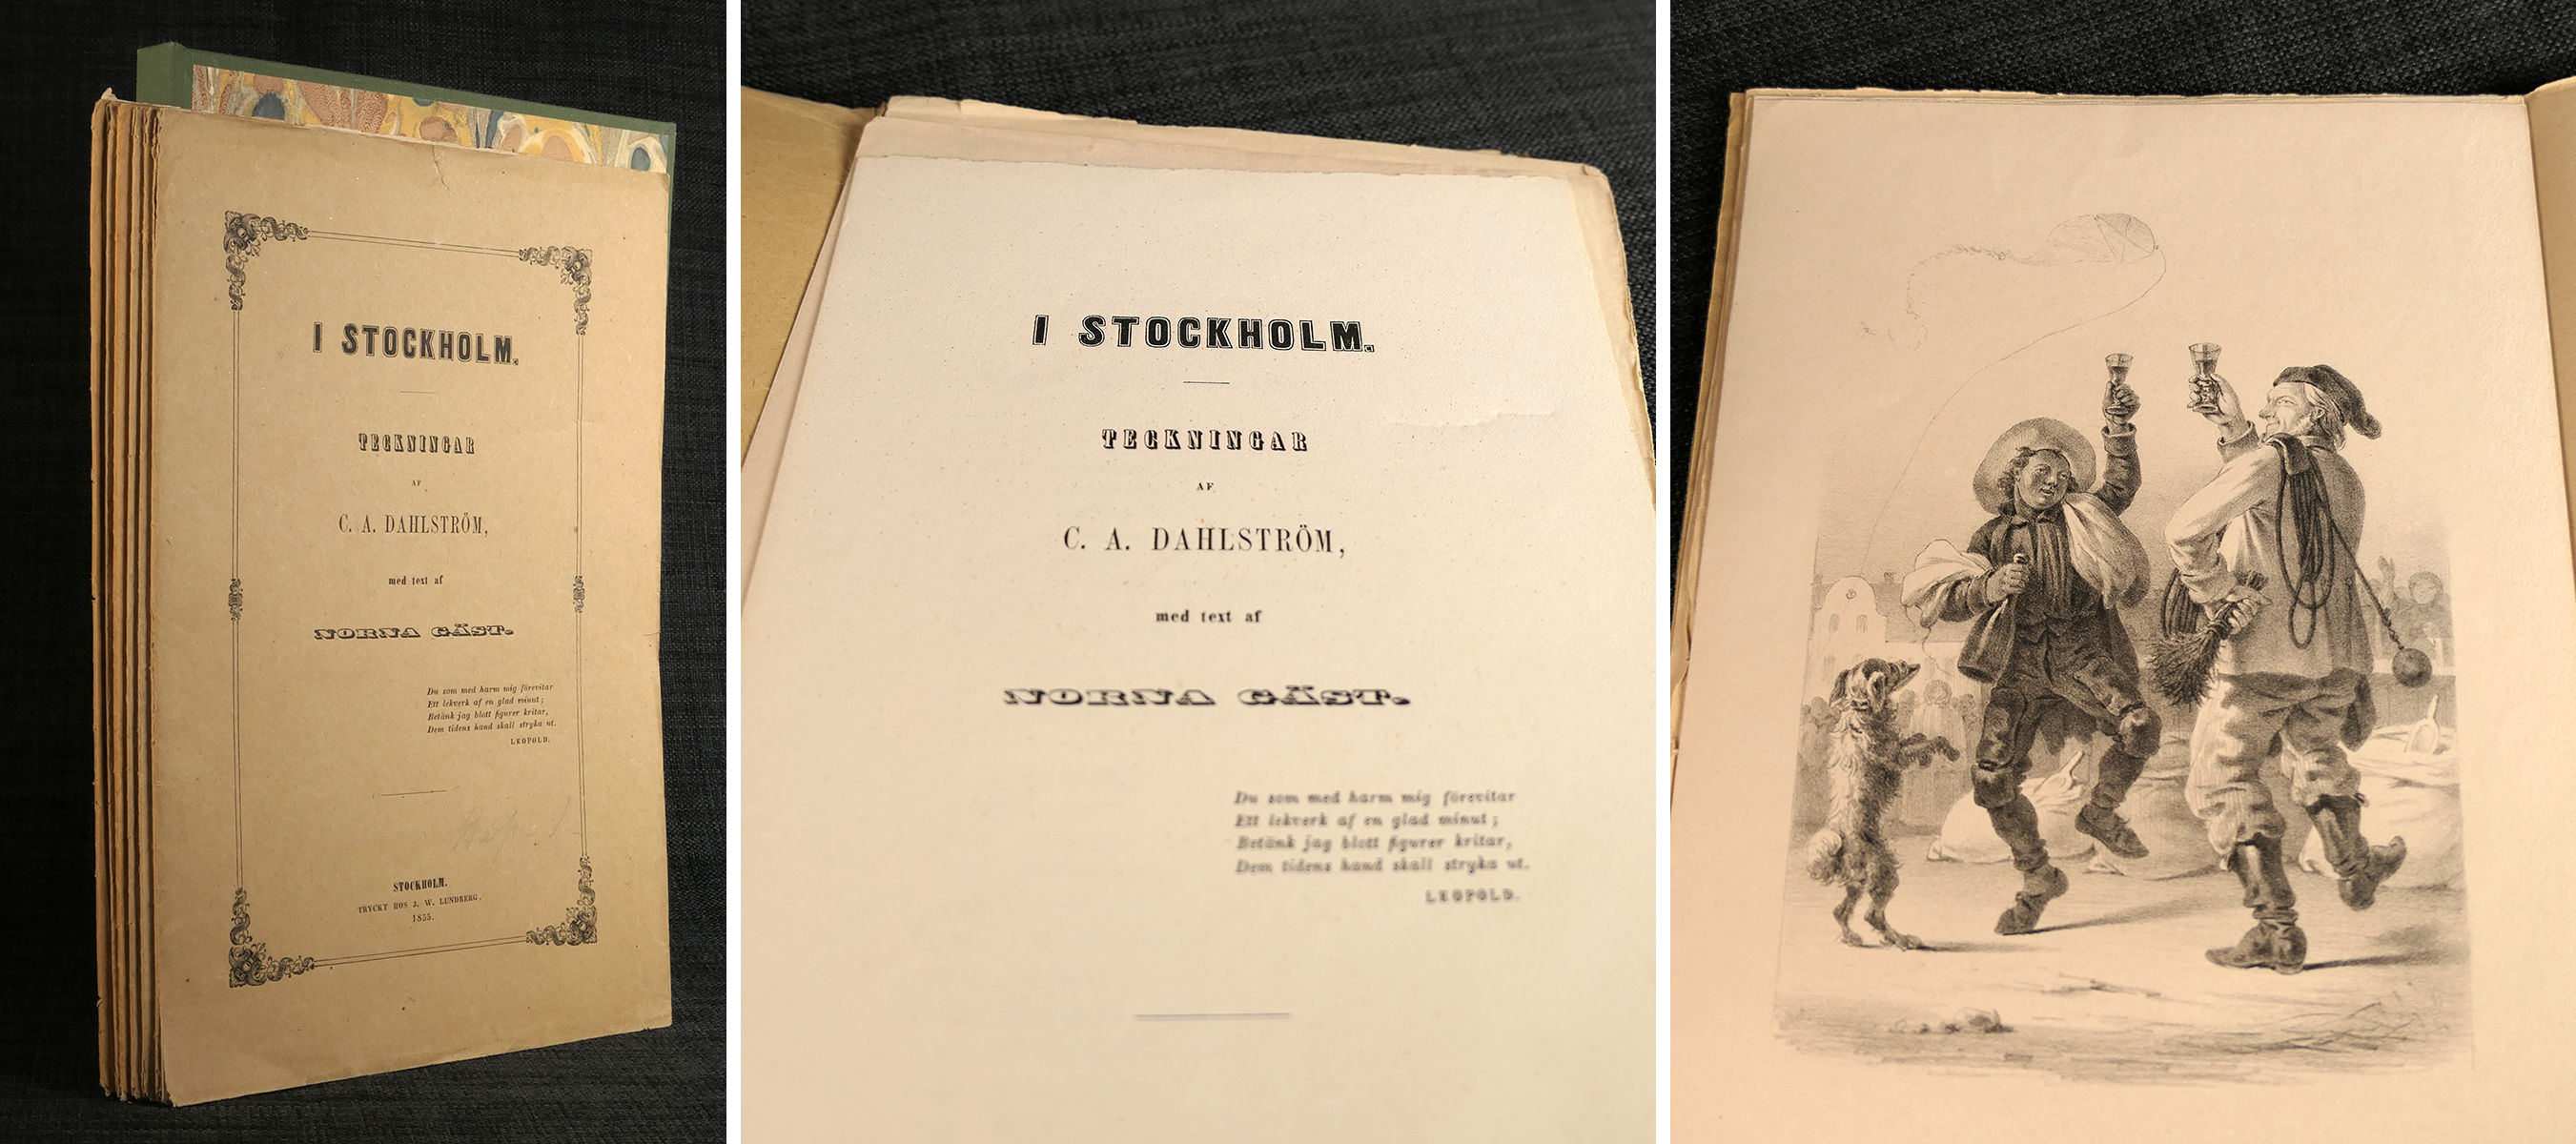 I STOCKHOLM.
TECKNINGAR
AF
C. A. DAHLSTRÖM,
med text af
NORNA GÄST.
Du som med harm mig förevitar
Ett lekverk af en glad minut;
Betänk jag blott figurer kritar,
Dem tidens hand skall stryka ut.
LEOPOLD.
STOCKHOLM.
TRYCKT HOS J. W. LUNDBERG,
1855.
I STOCKHOLM.
TECKNINGAR
AF
C. A. DAHLSTRÖM,
med text af
NORNA GÄST.
Du som med harm mig förevitar
Ett lekverk af en glad minut;
Betänk jag blott figurer kritar,
Dem tidens hand skall stryka ut.
LEOPOLD.